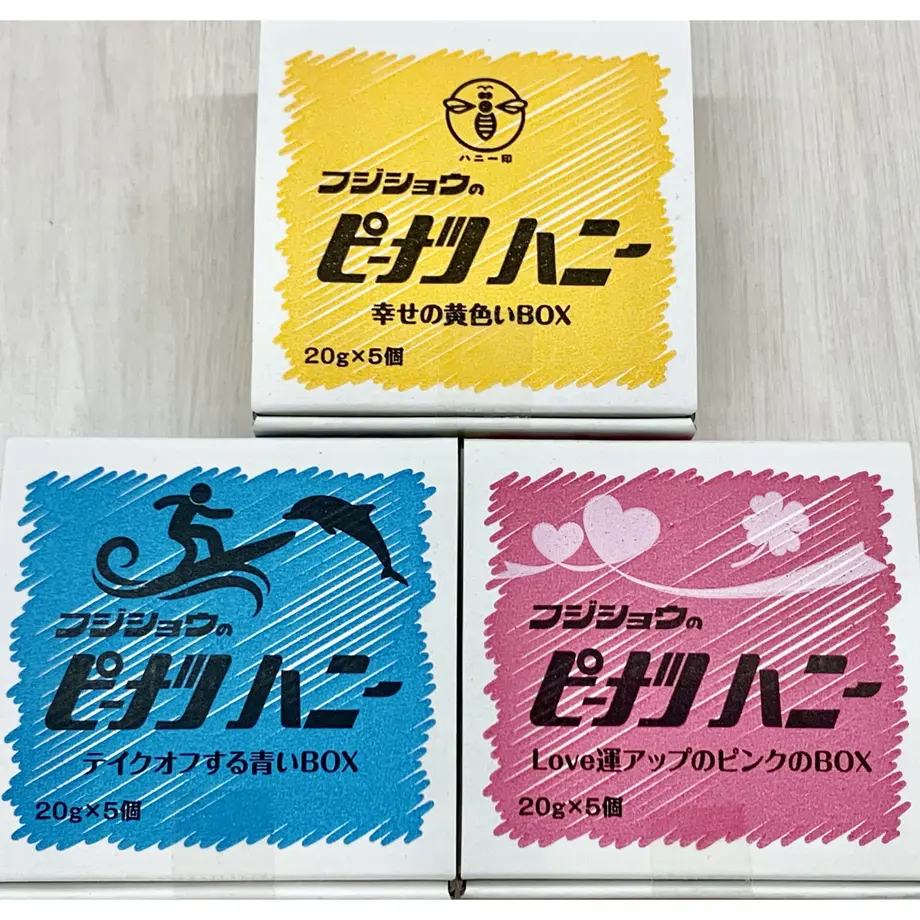 ハニー印
フジショウの
ピーナツハニー
幸せの黄色いBOX
20g×5個
フジショウの
ピーナツハニー
テイクオフする青いBOX
20g×5個
フジショウの
ピーナツハニー
Love運アップのピンクのBOX
20g×5個